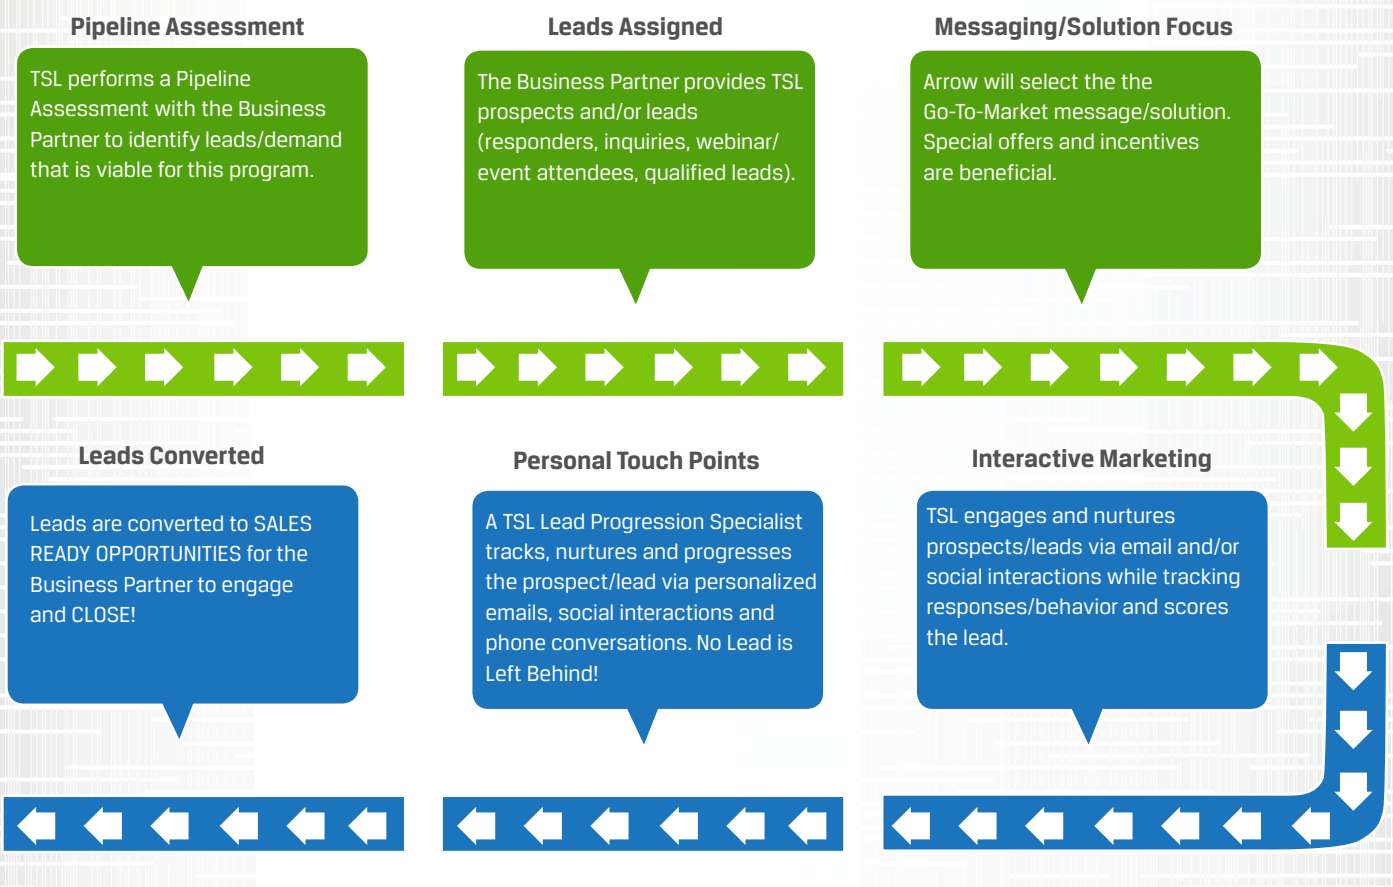 Pipeline Assessment
TSL performs a Pipeline
Assessment with the Business
Partner to identify leads/demand
that is viable for this program.
Leads Assigned
The Business Partner provides TSL
prospects and/or leads
(responders, inquiries, webinar/
event attendees, qualified leads).
Messaging/Solution Focus
Arrow will select the the
Go-To-Market message/solution.
Special offers and incentives
are beneficial.
Interactive Marketing
TSL engages and nurtures
prospects/leads via email and/or
social interactions while tracking
responses/behavior and scores
the lead.
Personal Touch Points
A TSL Lead Progression Specialist
tracks, nurtures and progresses
the prospect/lead via personalized
emails, social interactions and
phone conversations. No Lead is
Left Behind!
Leads Converted
Leads are converted to SALES
READY OPPORTUNITIES for the
Business Partner to engage
and CLOSE!